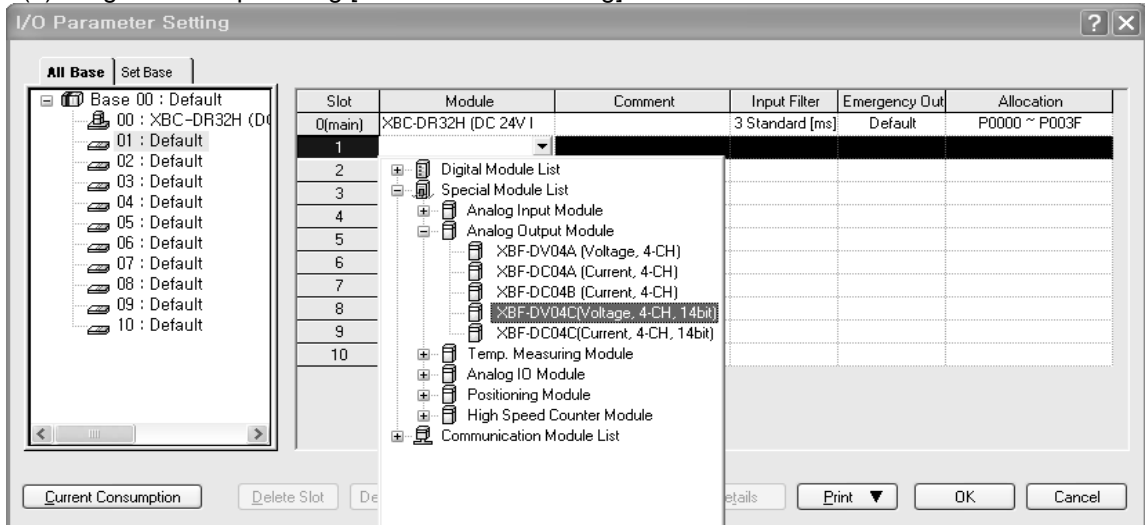 I/O Parameter Setting
All Base Set Base
Base 00 : Default
00 : XBC-DR32H (D
01 : Default
02 : Default
03 : Default
04 : Default
05 : Default
06 : Default
07 : Default
08 : Default
09 : Default
10 : Default
Slot Module Comment Input Filter Emergency Out Allocation
0(main) XBC-DR32H (DC 24V I 3 Standard [ms] Default P0000 ~ P003F
1
2
3
4
5
6
7
8
9
10
Digital Module List
Special Module List
Analog Input Module
Analog Output Module
XBF-DV04A (Voltage, 4-CH)
XBF-DC04A (Current, 4-CH)
XBF-DC04B (Current, 4-CH)
XBF-DV04C(Voltage, 4-CH, 14bit)
XBF-DC04C(Current, 4-CH, 14bit)
Temp. Measuring Module
Analog IO Module
Positioning Module
High Speed Counter Module
Communication Module List
Current Consumption Delete Slot De etails Print ▼ OK Cancel